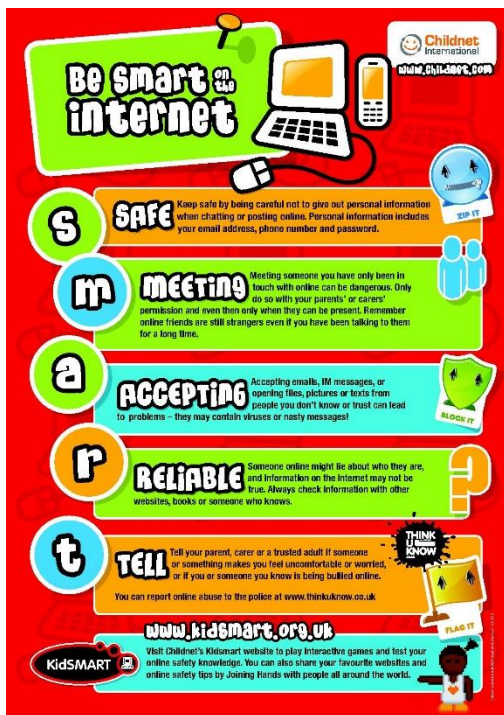 Childnet
International
www.childnet.com
Be smart on the
internet
ZIP IT
s
SAFE
Keep safe by being careful not to give out personal information
when chatting or posting online. Personal information includes
your email address, phone number and password.
m
MEETING
Meeting someone you have only been in
touch with online can be dangerous. Only
do so with your parents' or carers'
permission and even then only when they can be present. Remember
online friends are still strangers even if you have been talking to them
for a long time.
a
ACCEPTING
Accepting emails, IM messages, or
opening files, pictures or texts from
people you don't know or trust can lead
to problems – they may contain viruses or nasty messages!
BLOCK IT
r
RELIABLE
Someone online might lie about who they are,
and information on the internet may not be
true. Always check information with other
websites, books or someone who knows.
t
TELL
Tell your parent, carer or a trusted adult if someone
or something makes you feel uncomfortable or worried,
or if you or someone you know is being bullied online.
You can report online abuse to the police at www.thinkuknow.co.uk
THINK
U
KNOW
FLAG IT
www.kidsmart.org.uk
KidSMART
Visit Childnet's Kidsmart website to play interactive games and test your
online safety knowledge. You can also share your favourite websites and
online safety tips by Joining Hands with people all around the world.